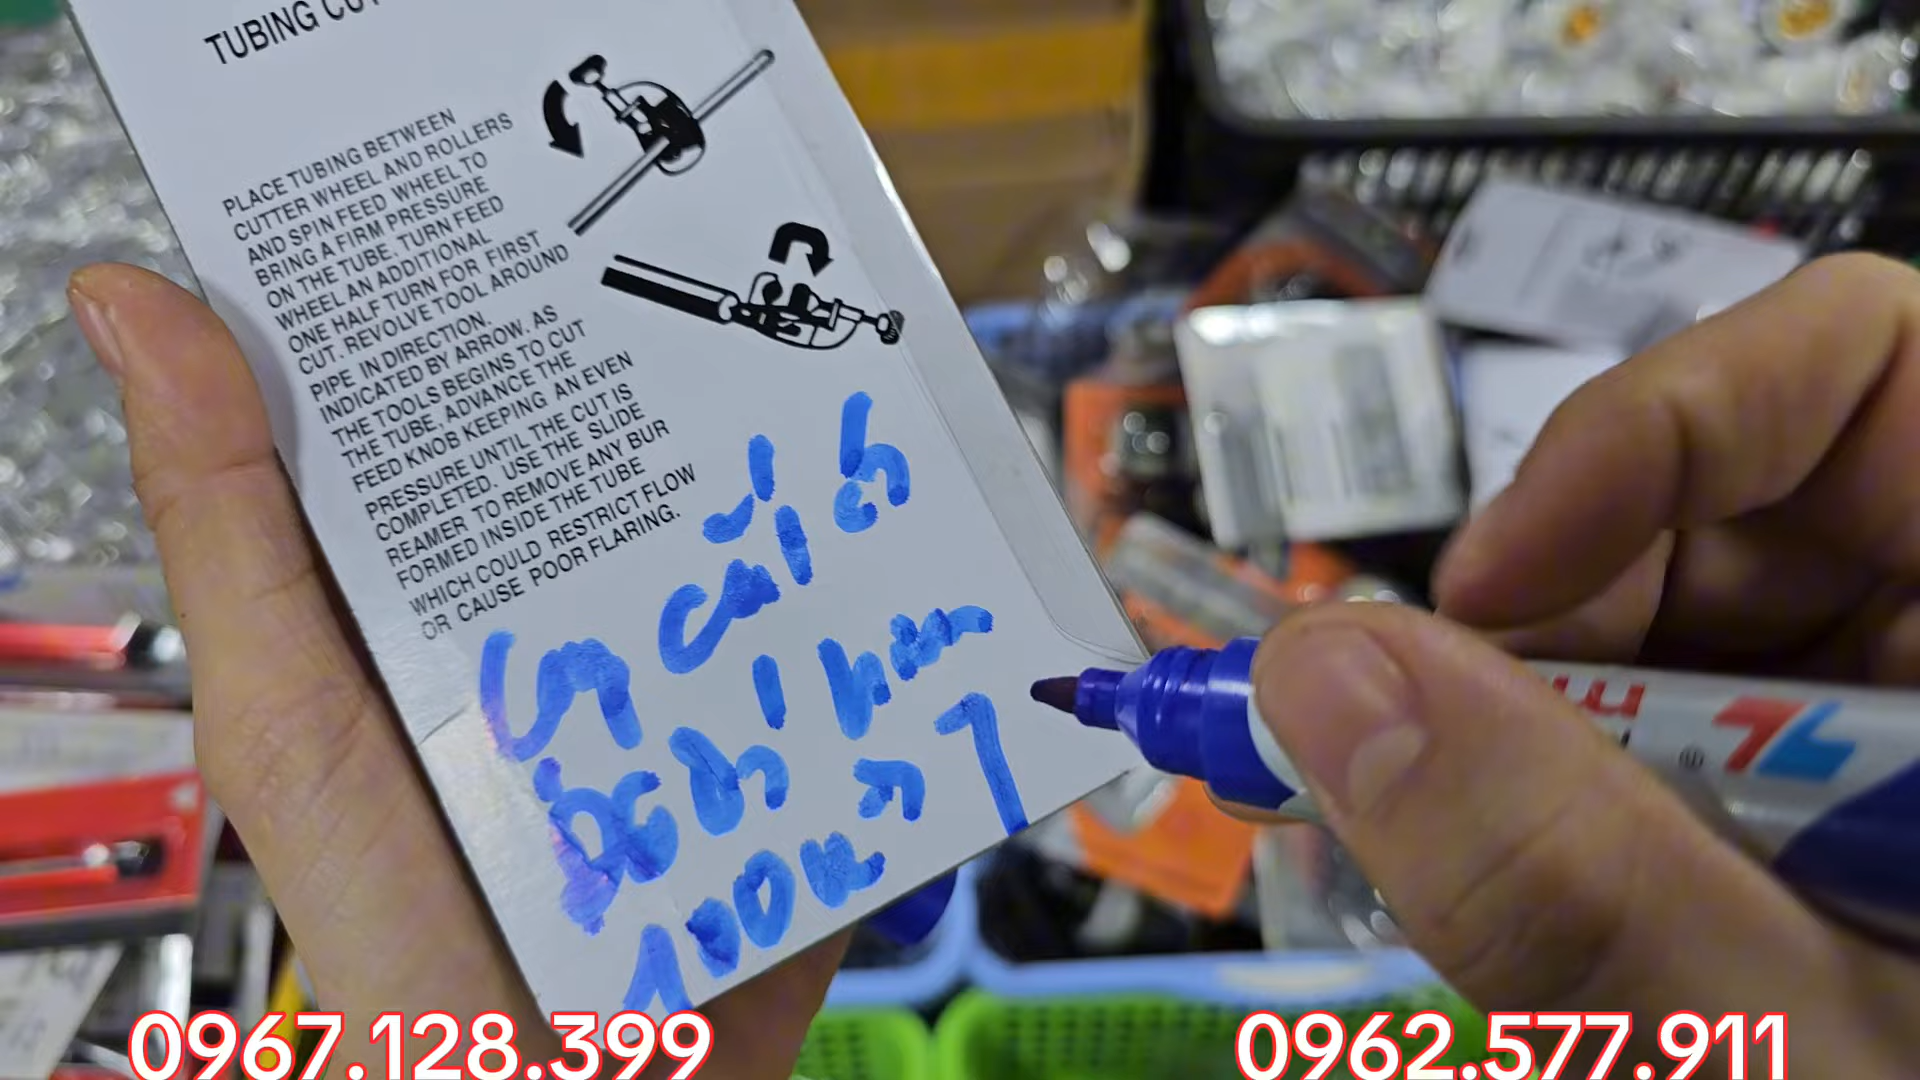 TUBING CU
PLACE TUBING BETWEEN
CUTTER WHEEL AND ROLLERS
AND SPIN FEED WHEEL TO
BRING A FIRM PRESSURE
ON THE TUBE. TURN FEED
WHEEL AN ADDITIONAL
ONE HALF TURN FOR FIRST
CUT. REVOLVE TOOL AROUND
PIPE IN DIRECTION.
INDICATED BY ARROW. AS
THE TOOLS BEGINS TO CUT
THE TUBE, ADVANCE THE
FEED KNOB KEEPING AN EVEN
PRESSURE UNTIL THE CUT IS
COMPLETED. USE THE SLIDE
REAMER TO REMOVE ANY BUR
FORMED INSIDE THE TUBE
WHICH COULD RESTRICT FLOW
OR CAUSE POOR FLARING.
100k
0967.128.399
0962.577.911